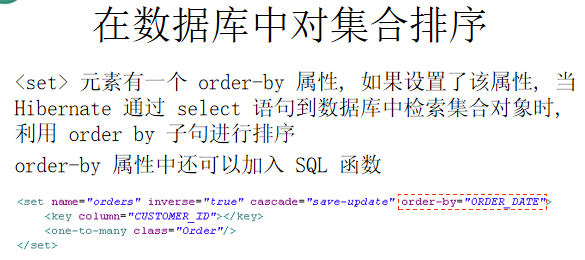 在数据库中对集合排序
<set> 元素有一个 order-by 属性, 如果设置了该属性, 当
Hibernate 通过 select 语句到数据库中检索集合对象时,
利用 order by 子句进行排序
order-by 属性中还可以加入 SQL 函数
<set name="orders" inverse="true" cascade="save-update" order-by="ORDER_DATE">
<key column="CUSTOMER_ID"></key>
<one-to-many class="Order"/>
</set>